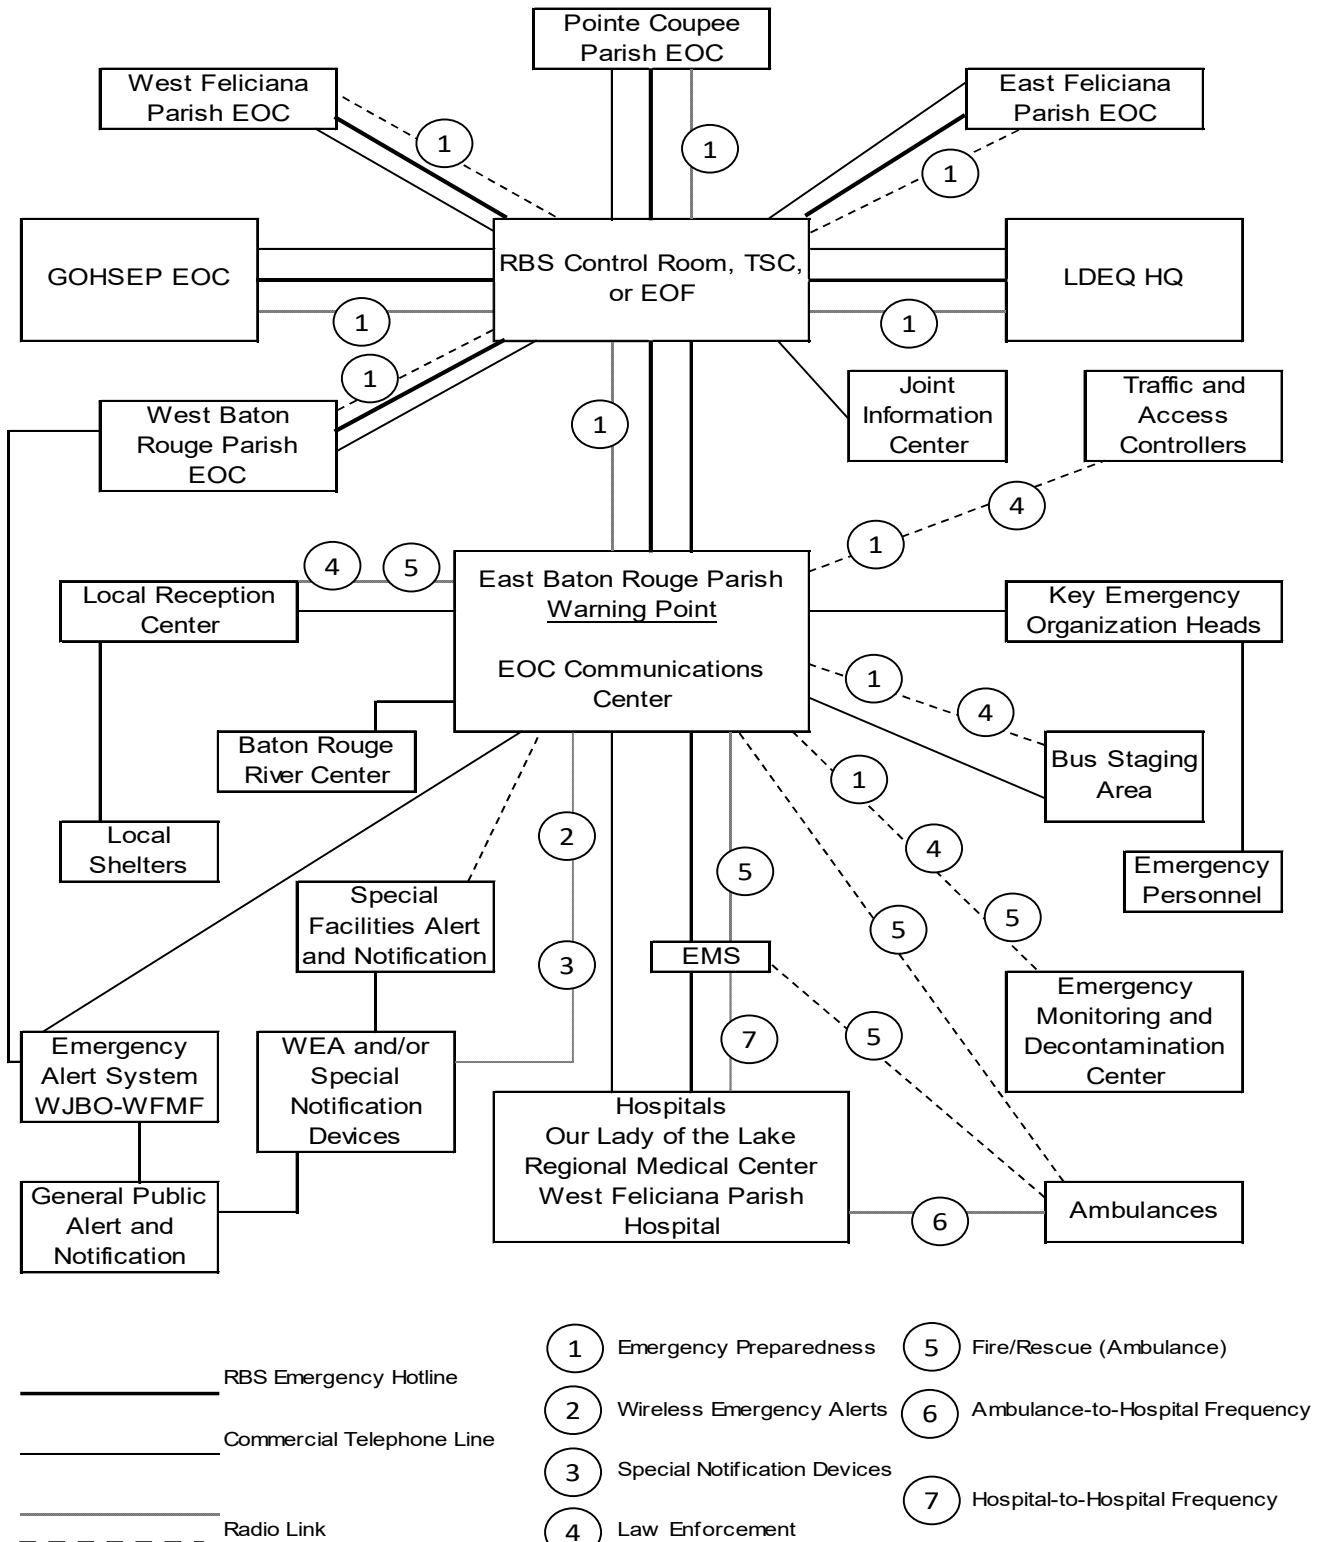 Pointe Coupee
Parish EOC
West Feliciana
Parish EOC
East Feliciana
Parish EOC
1
1
1
GOHSEP EOC
RBS Control Room, TSC,
or EOF
LDEQ HQ
1
1
1
West Baton
Rouge Parish
EOC
1
Joint
Information
Center
Traffic and
Access
Controllers
4
1
4
5
Local Reception
Center
East Baton Rouge Parish
Warning Point
EOC Communications
Center
Key Emergency
Organization Heads
1
4
Baton Rouge
River Center
Bus Staging
Area
1
Local
Shelters
2
4
5
Emergency
Personnel
Special
Facilities Alert
and Notification
3
EMS
5
5
Emergency
Monitoring and
Decontamination
Center
Emergency
Alert System
WJBO-WFMF
WEA and/or
Special
Notification
Devices
7
5
Hospitals
Our Lady of the Lake
Regional Medical Center
West Feliciana Parish
Hospital
General Public
Alert and
Notification
6
Ambulances
RBS Emergency Hotline
Commercial Telephone Line
Radio Link
1 Emergency Preparedness
2 Wireless Emergency Alerts
3 Special Notification Devices
4 Law Enforcement
5 Fire/Rescue (Ambulance)
6 Ambulance-to-Hospital Frequency
7 Hospital-to-Hospital Frequency